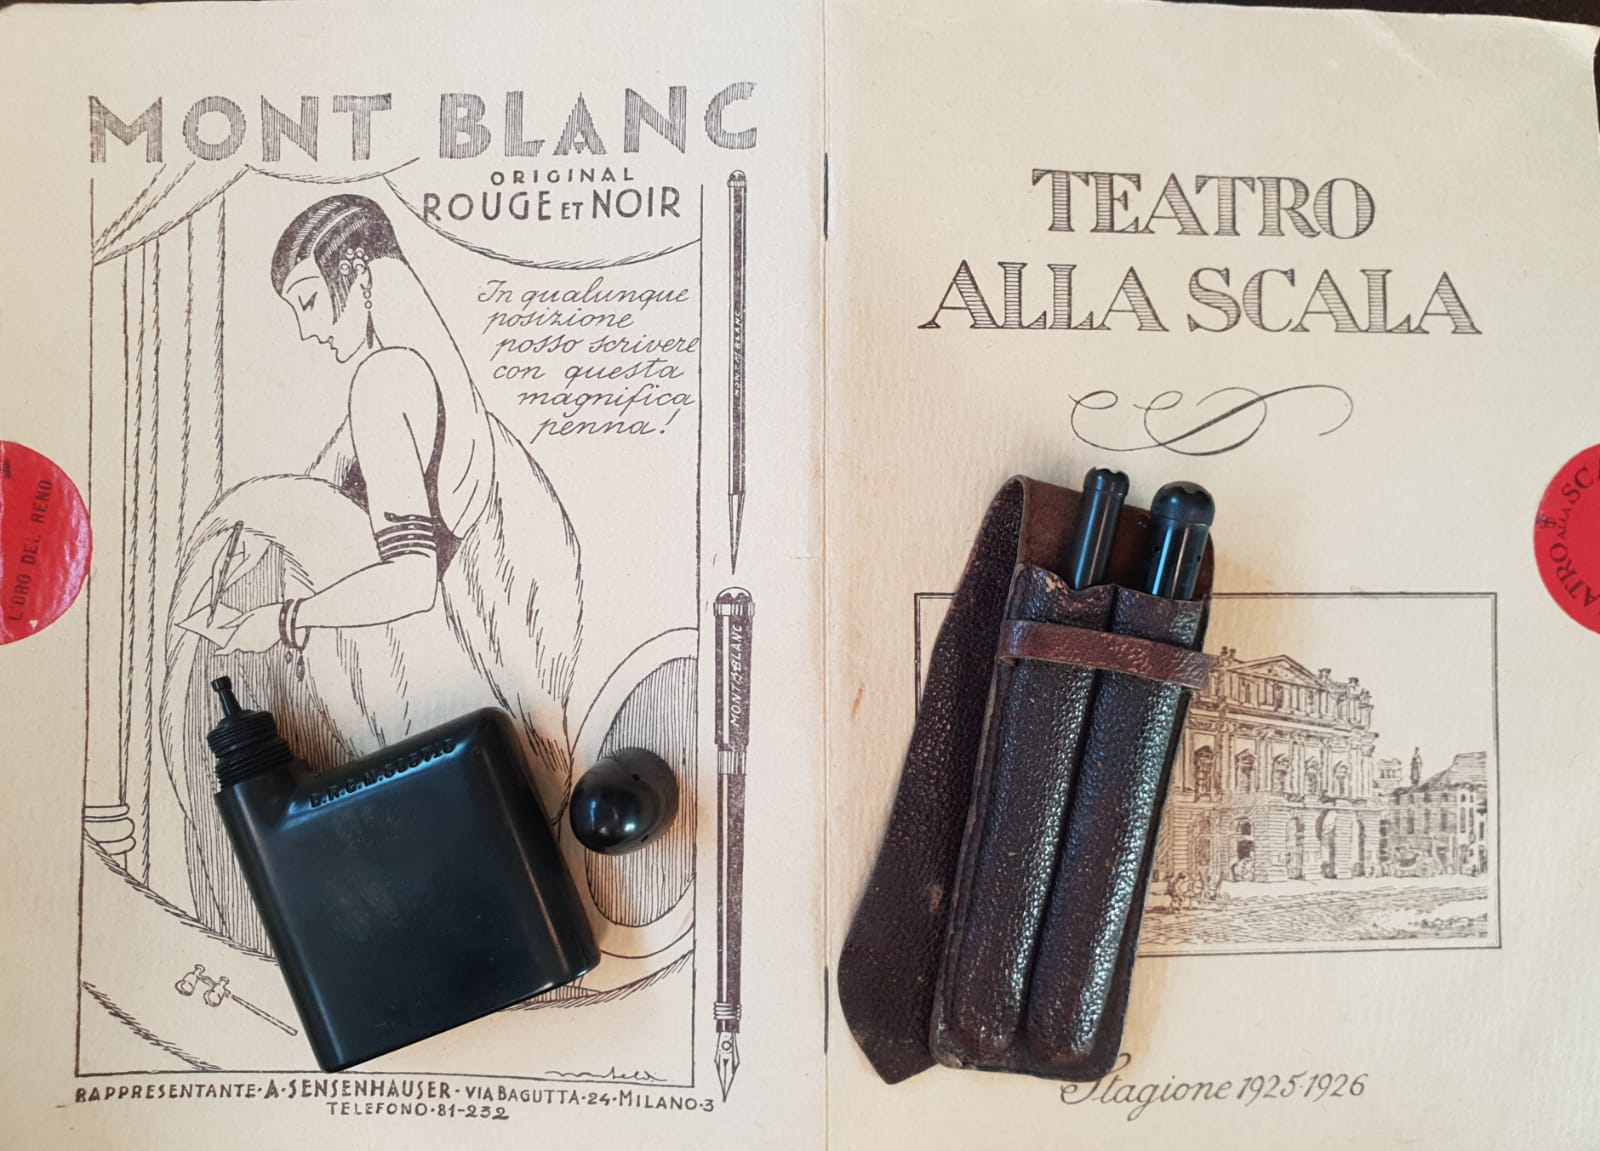 MONT BLANC
ORIGINAL
ROUGE ET NOIR
In qualunque
posizione
posso scrivere
con questa
magnifica
penna!
MONTBLANC
MONTBLANC
L'ORO DEL RENO
RAPPRESENTANTE·A·SENSENHAUSER·VIA BAGUTTA·24·MILANO·3
TELEFONO·81-232
TEATRO
ALLA SCALA
Stagione 1925·1926